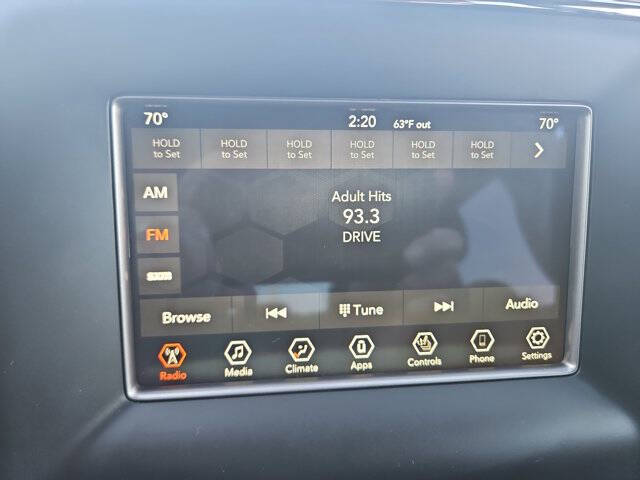 70° 2:20 63°F out 70°
HOLD to Set HOLD to Set HOLD to Set HOLD to Set HOLD to Set HOLD to Set
AM
Adult Hits
93.3
FM
DRIVE
Browse Tune Audio
Radio Media Climate Apps Controls Phone Settings